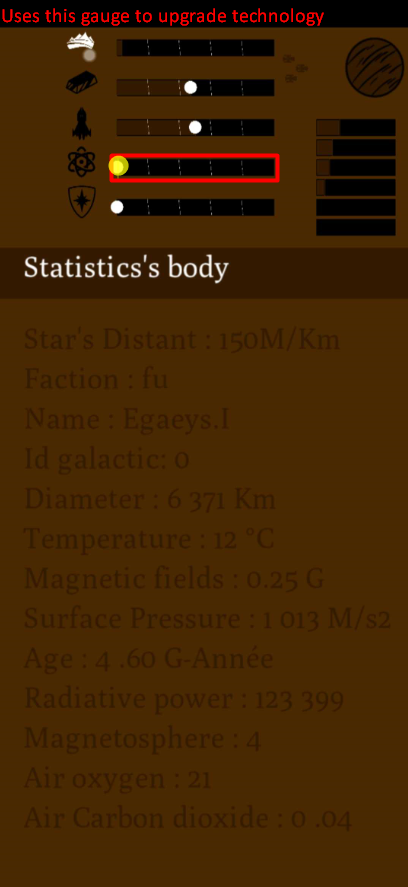 Uses this gauge to upgrade technology
Statistics's body
Star's Distant : 150M/Km
Faction : fu
Name : Egaeys.I
Id galactic: 0
Diameter : 6 371 Km
Temperature : 12 °C
Magnetic fields : 0.25 G
Surface Pressure : 1 013 M/s2
Age : 4 .60 G-Année
Radiative power : 123 399
Magnetosphere : 4
Air oxygen : 21
Air Carbon dioxide : 0 .04